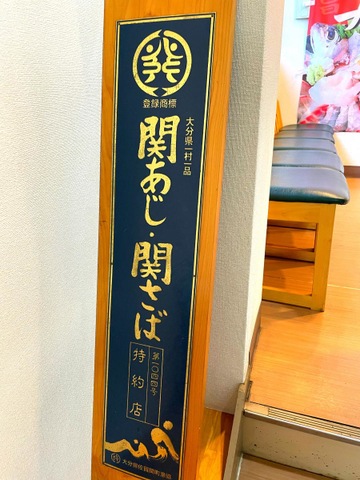 登録商標
大分県一村一品
関あじ・関さば
第一〇四四号
特約店
大分県佐賀関町漁協